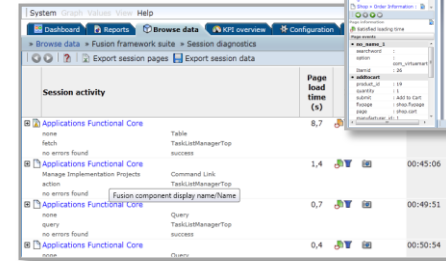 System Graph Values View Help
Dashboard Reports Browse data KPI overview Configuration
» Browse data » Fusion framework suite » Session diagnostics
Export session pages Export session data
Session activity
Page load time (s)
Applications Functional Core 8,7
none Table
fetch TaskListManagerTop
no errors found success
Applications Functional Core 1,4 00:45:06
Manage Implementation Projects Command Link
action TaskListManagerTop
no errors found
Fusion component display name/Name
Applications Functional Core 0,7 00:49:51
none Query
query TaskListManagerTop
no errors found success
Applications Functional Core 0,4 00:50:54
none Query
Shop » Order Information :
Page information
Satisfied loading time
Page events
no_name_1
searchword :
option :
com_virtuemart
Itemid : 26
addtocart
product_id : 19
quantity : 1
submit : Add to Cart
flypage : shop.flypage
page : shop.cart
manufacturer_id: 1